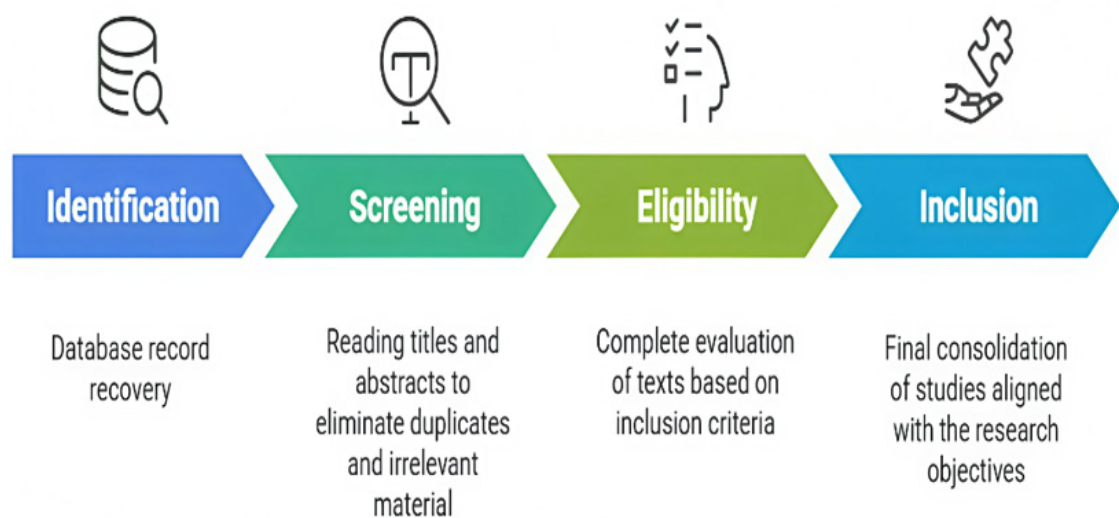 Identification
Screening
Eligibility
Inclusion
Database record
recovery
Reading titles and
abstracts to
eliminate duplicates
and irrelevant
material
Complete evaluation
of texts based on
inclusion criteria
Final consolidation
of studies aligned
with the research
objectives